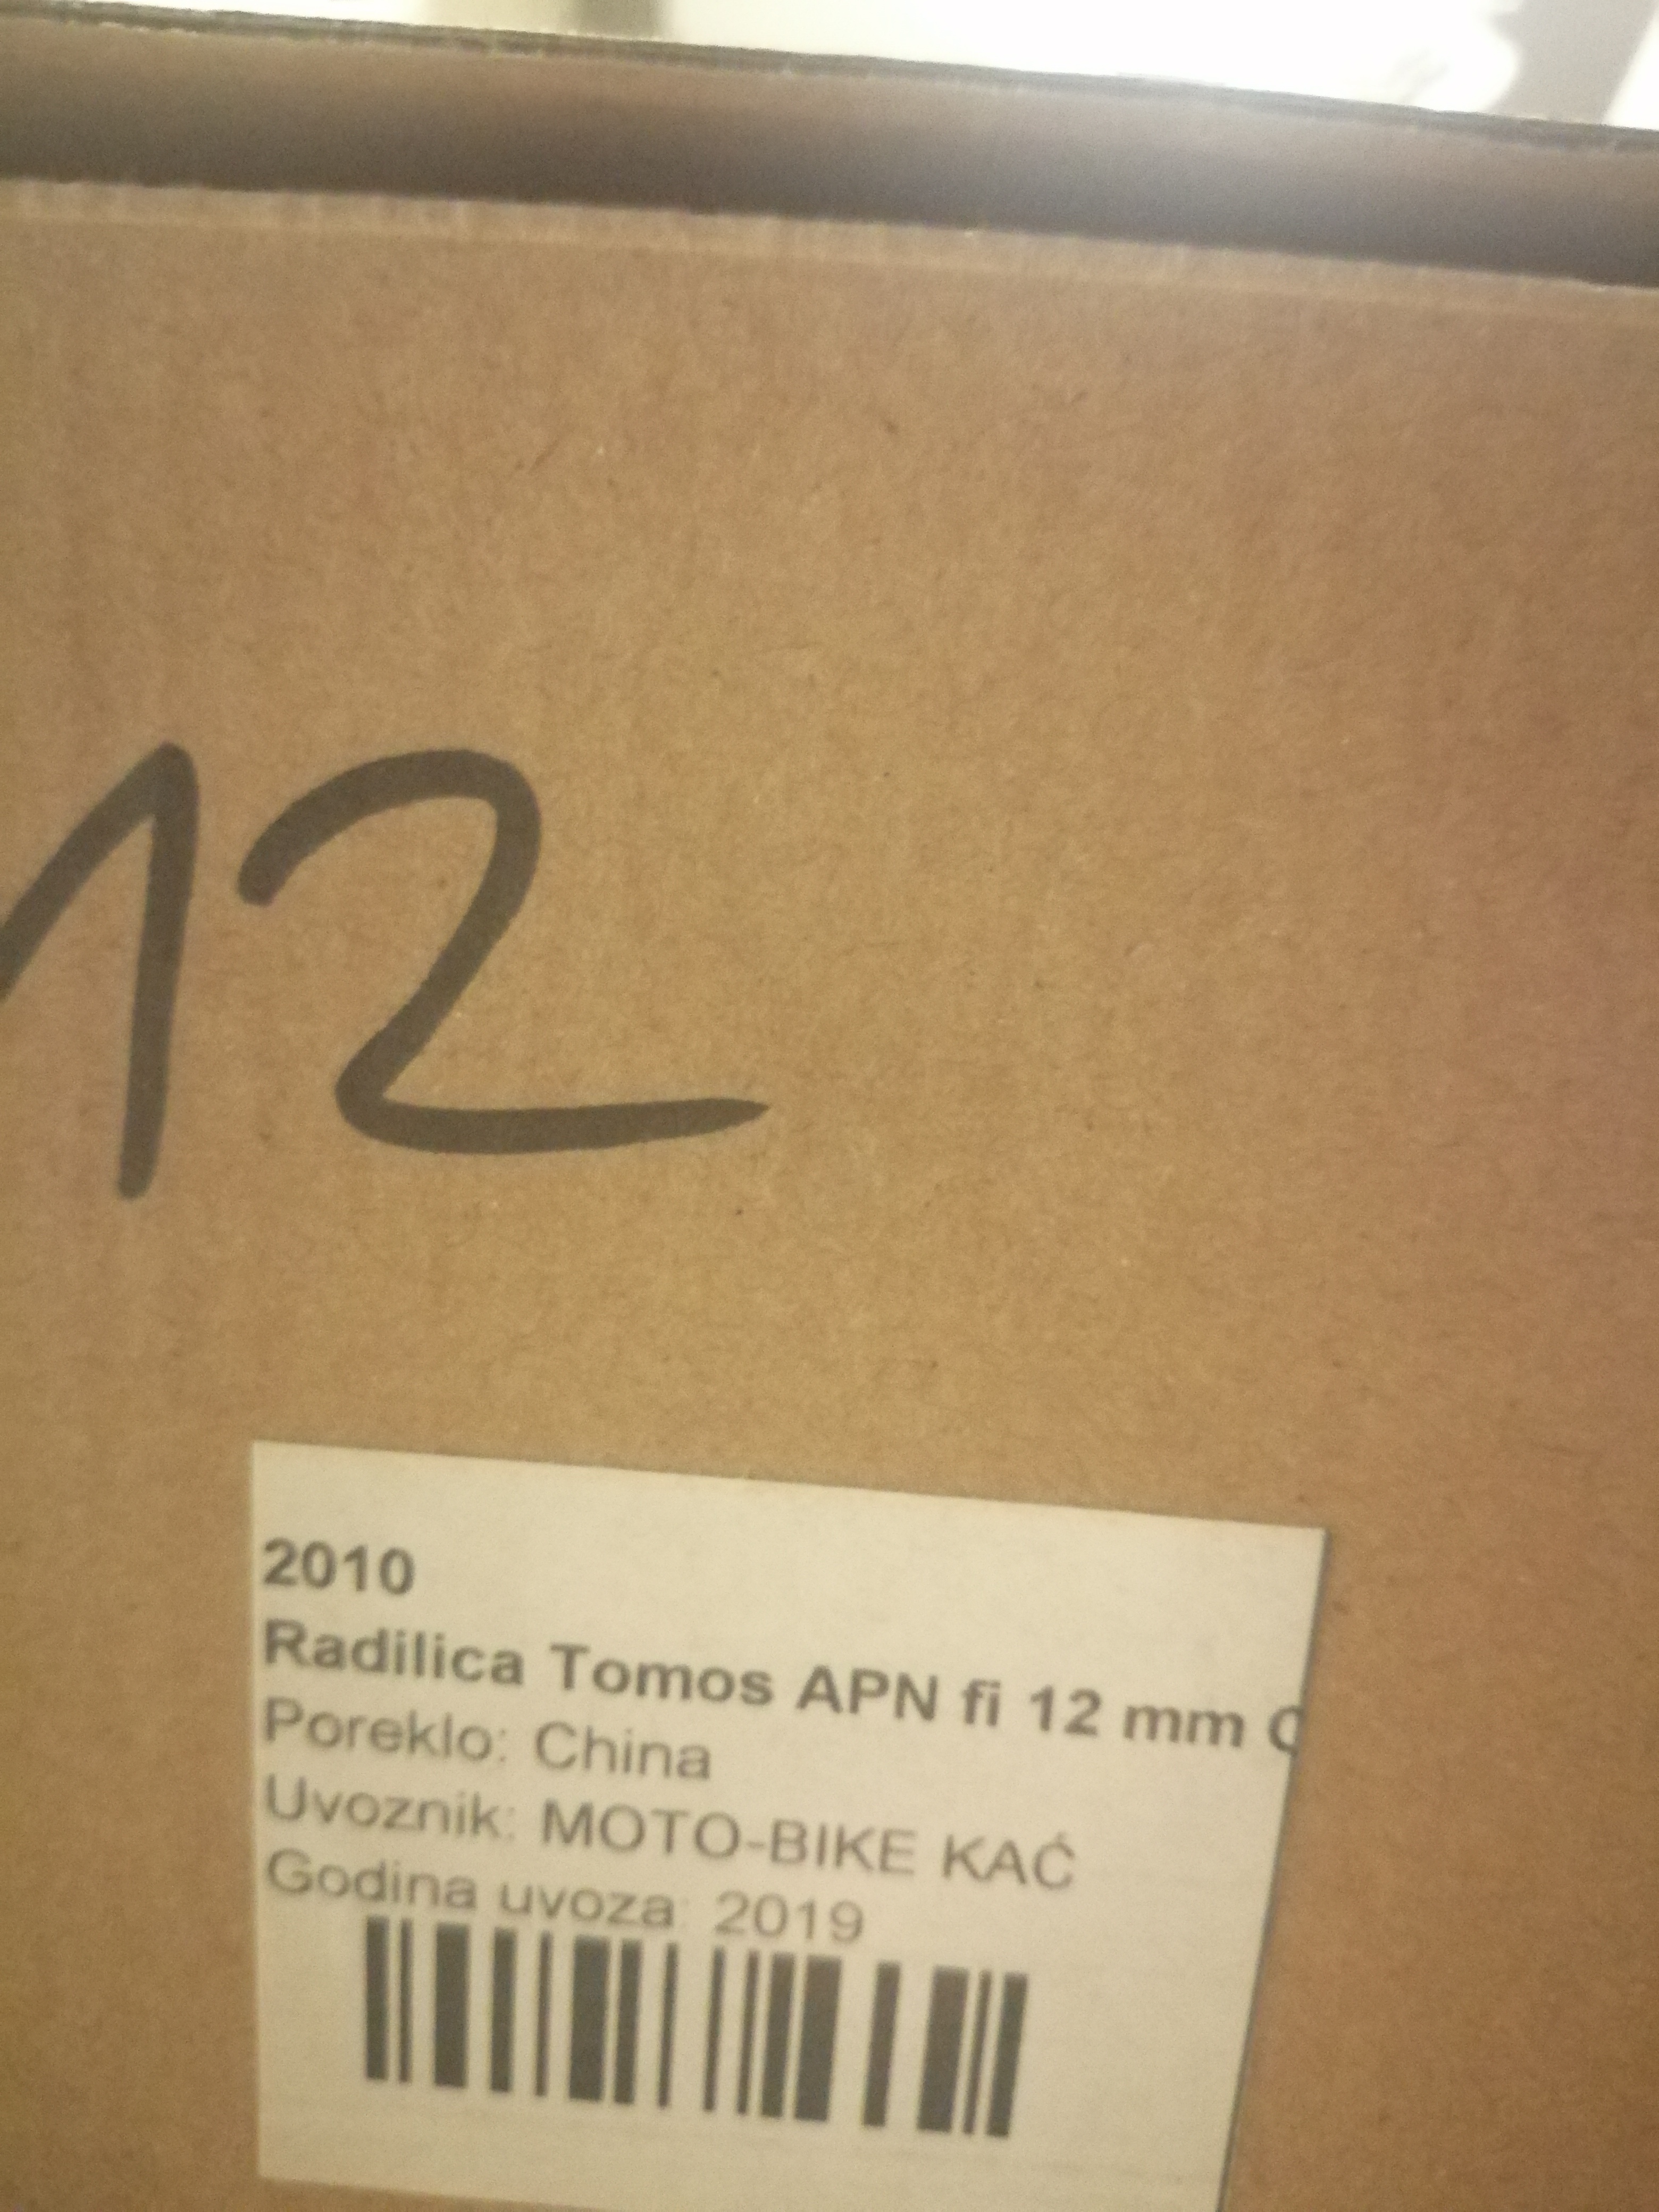 12
2010
Radilica Tomos APN fi 12 mm
Poreklo: China
Uvoznik: MOTO-BIKE KAĆ
Godina uvoza: 2019